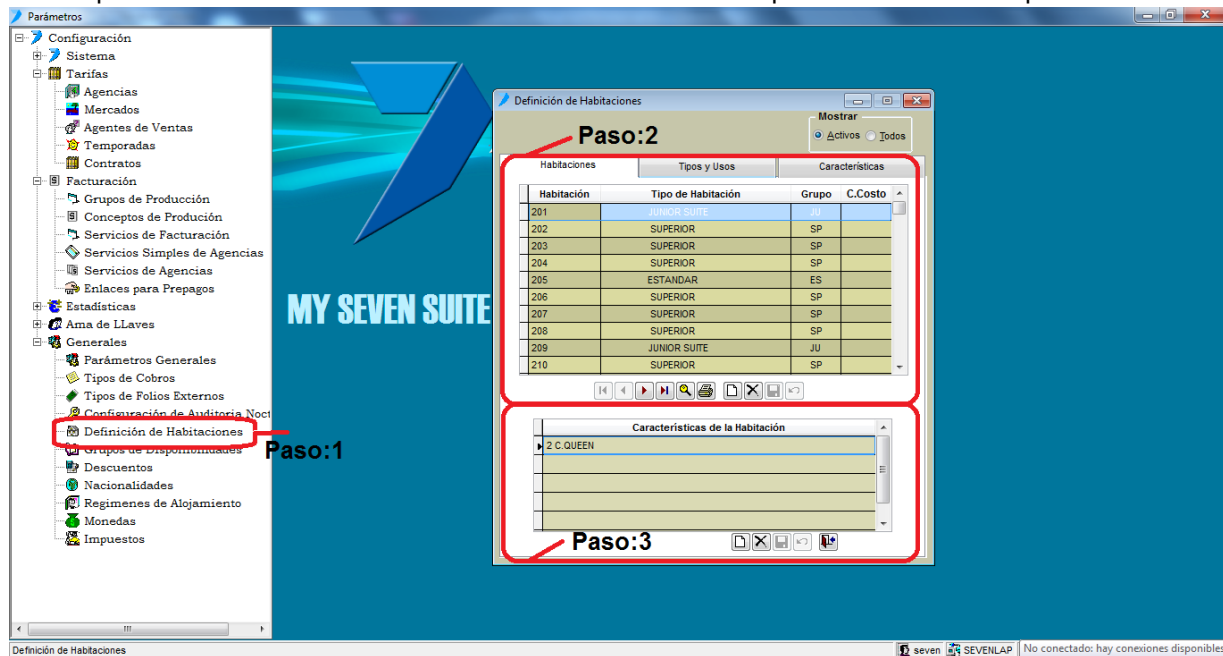 Parámetros
Configuración
Sistema
Tarifas
Agencias
Mercados
Agentes de Ventas
Temporadas
Contratos
Facturación
Grupos de Producción
Conceptos de Produción
Servicios de Facturación
Servicios Simples de Agencias
Servicios de Agencias
Enlaces para Prepagos
Estadísticas
Ama de LLaves
Generales
Parámetros Generales
Tipos de Cobros
Tipos de Folios Externos
Configuración de Auditoria Noct
Definición de Habitaciones
Grupos de Disponibilidades
Descuentos
Nacionalidades
Regimenes de Alojamiento
Monedas
Impuestos
Paso:1
MY SEVEN SUITE
Definición de Habitaciones
Mostrar
Activos Todos
Paso:2
Habitaciones Tipos y Usos Características
Habitación Tipo de Habitación Grupo C.Costo
201 JUNIOR SUITE JU
202 SUPERIOR SP
203 SUPERIOR SP
204 SUPERIOR SP
205 ESTANDAR ES
206 SUPERIOR SP
207 SUPERIOR SP
208 SUPERIOR SP
209 JUNIOR SUITE JU
210 SUPERIOR SP
Características de la Habitación
2 C.QUEEN
Paso:3
Definición de Habitaciones
seven SEVENLAP No conectado: hay conexiones disponibles